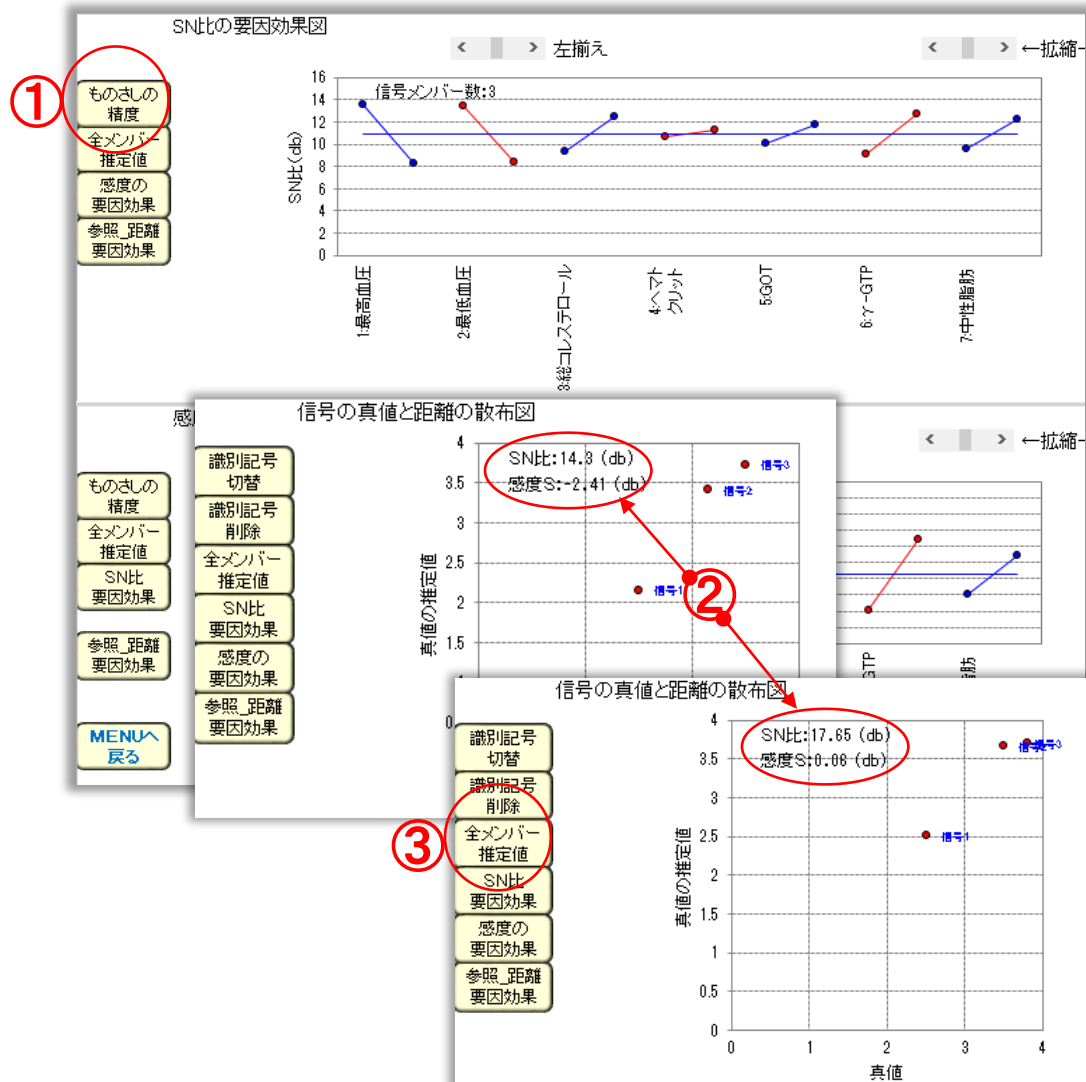 SN比の要因効果図
左揃え
←拡縮-
①
ものさしの
精度
全メンバー
推定値
感度の
要因効果
参照_距離
要因効果
信号メンバー数:3
SN比(db)
16
14
12
10
8
6
4
2
0
1:最高血圧
2:最低血圧
3:総コレステロール
4:ヘマト
クリット
5:GOT
6:γ-GTP
7:中性脂肪
感
←拡縮-
ものさしの
精度
全メンバー
推定値
SN比
要因効果
参照_距離
要因効果
MENUへ
戻る
GTP
脂肪
信号の真値と距離の散布図
識別記号
切替
識別記号
削除
全メンバー
推定値
SN比
要因効果
感度の
要因効果
参照_距離
要因効果
SN比:14.3 (db)
感度S:-2.41 (db)
真値の推定値
4
3.5
3
2.5
2
1.5
0
信号3
信号2
信号1
②
信号の真値と距離の散布図
識別記号
切替
識別記号
削除
③
全メンバー
推定値
SN比
要因効果
感度の
要因効果
参照_距離
要因効果
SN比:17.65 (db)
感度S:0.06 (db)
真値の推定値
4
3.5
3
2.5
2
1.5
1
0.5
0
信号3
信号1
0 1 2 3 4
真値